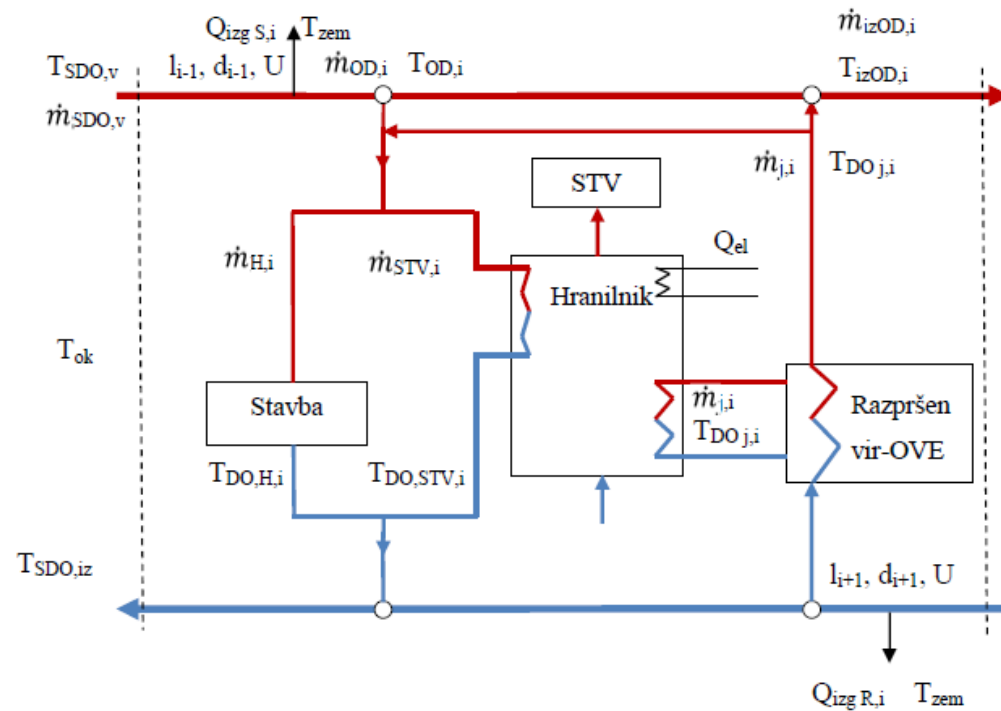 Q_izg S,i T_zem
ṁ_izOD,i
T_SDO,v l_i-1, d_i-1, U ṁ_OD,i T_OD,i T_izOD,i
ṁ_SDO,v
ṁ_j,i T_DO j,i
STV
ṁ_H,i ṁ_STV,i Q_el
Hranilnik
T_ok
Stavba ṁ_j,i Razpršen
T_DO,H,i T_DO,STV,i T_DO j,i vir-OVE
T_SDO,iz
l_i+1, d_i+1, U
Q_izg R,i T_zem